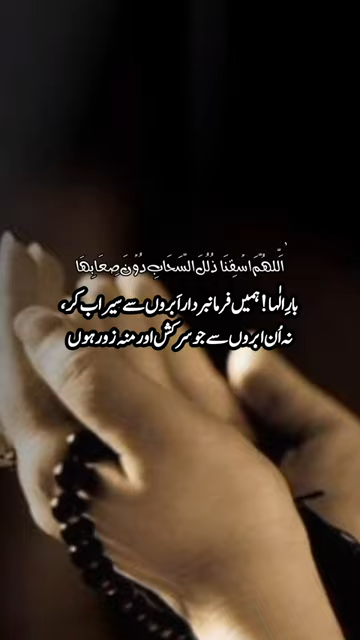 اَللّٰهُمَّ اسْقِنَا ذُلُلَ السَّحَابِ دُوْنَ صِعَابِهَا
بارِ الٰہا! ہمیں فرمانبردار اَبروں سے سیراب کر،
نہ اُن ابروں سے جو سرکش اور منہ زور ہوں